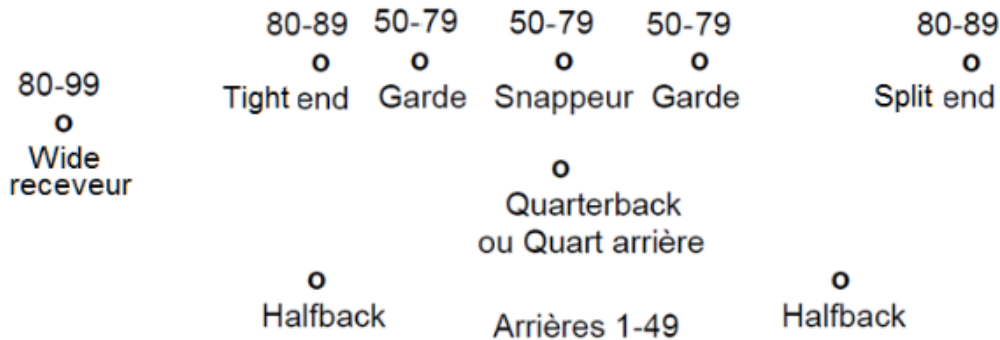 80-89 50-79 50-79 50-79 80-89
o o o o o
80-99
Tight end Garde Snappeur Garde Split end
o
Wide
receveur
o
Quarterback
ou Quart arrière
o o
Halfback Arrières 1-49 Halfback